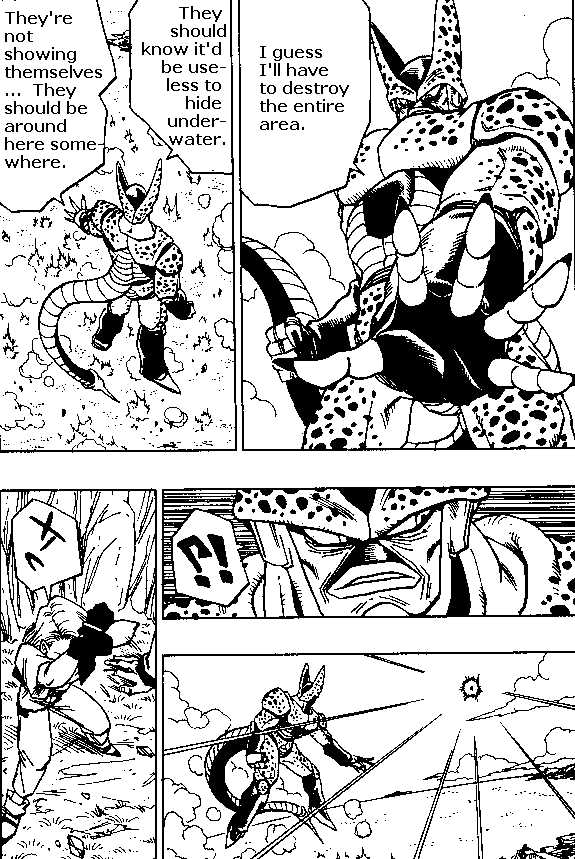 They're
not
showing
themselves
... They
should be
around
here some-
where.
They
should
know it'd
be use-
less to
hide
under-
water.
I guess
I'll have
to destroy
the entire
area.
?!